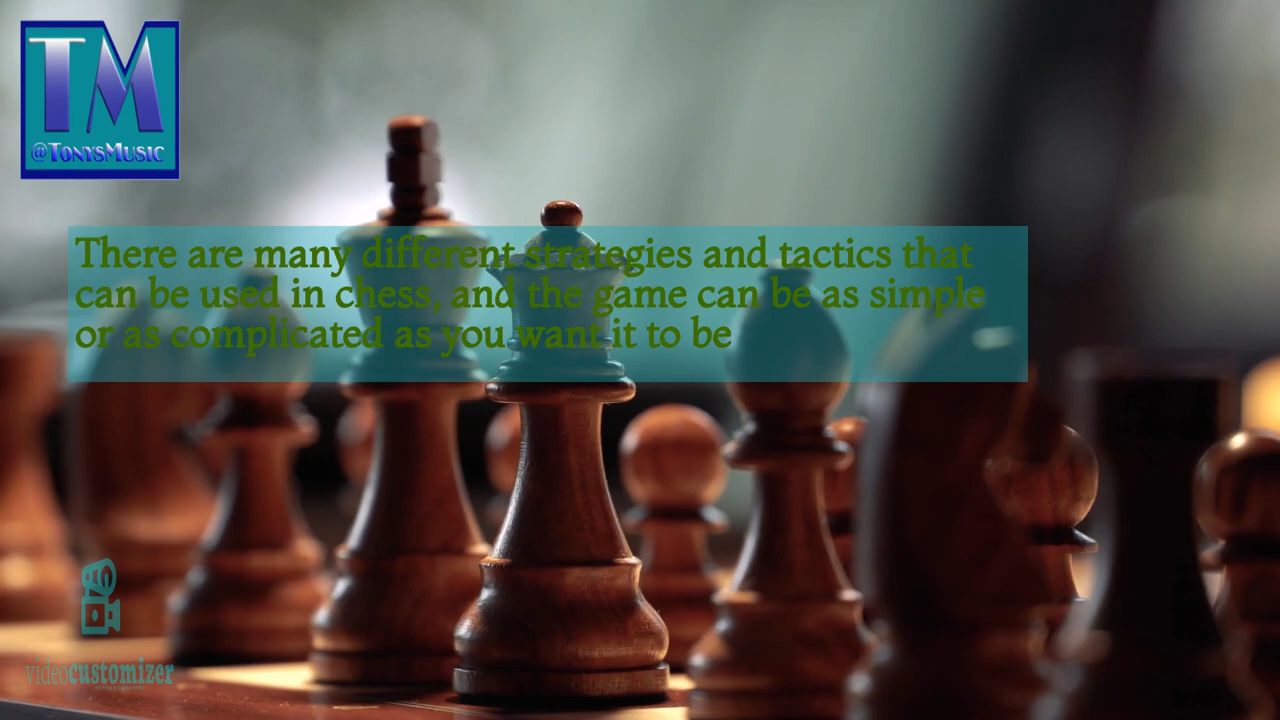 TM
@TonysMusic
There are many different strategies and tactics that
can be used in chess, and the game can be as simple
or as complicated as you want it to be
videocustomizer